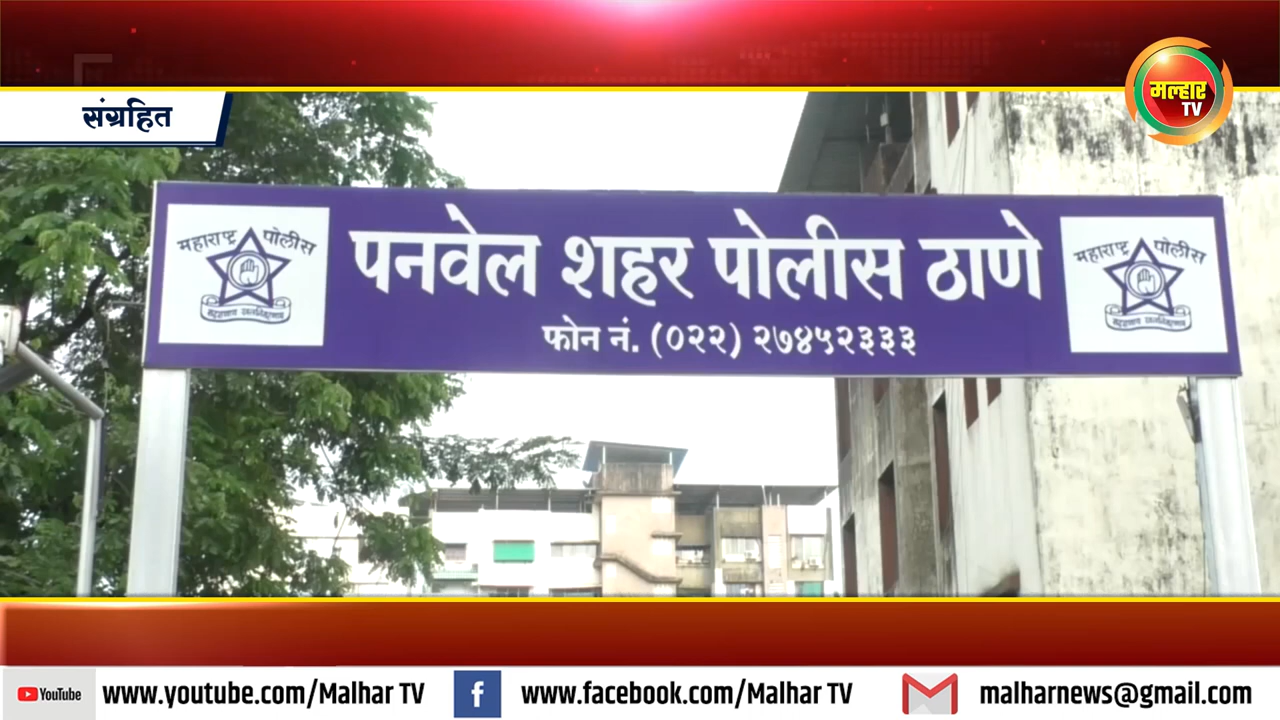 संग्रहित
मल्हार
TV
महाराष्ट्र पोलीस
पनवेल शहर पोलीस ठाणे
फोन नं. (०२२) २७४५२३३३
महाराष्ट्र पोलीस
YouTube
www.youtube.com/Malhar TV
www.facebook.com/Malhar TV
malharnews@gmail.com